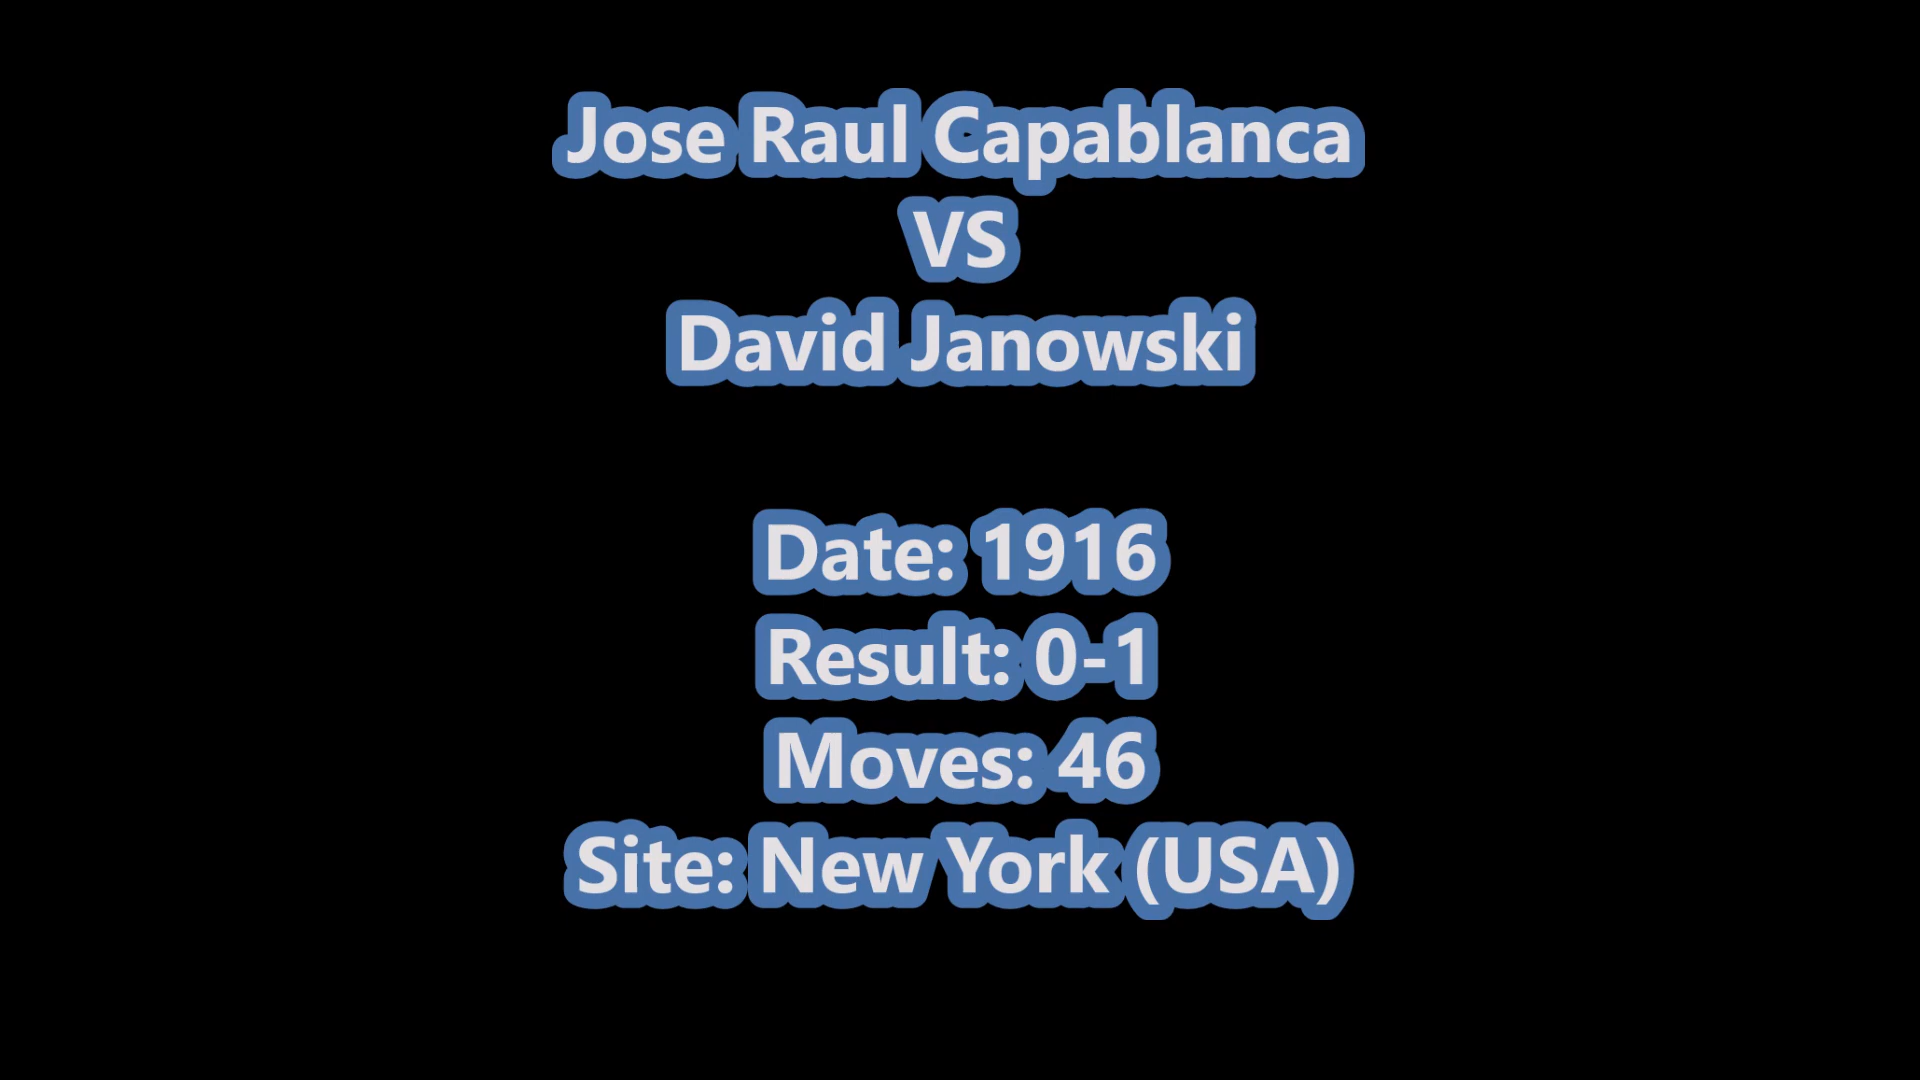 Jose Raul Capablanca
VS
David Janowski
Date: 1916
Result: 0-1
Moves: 46
Site: New York (USA)